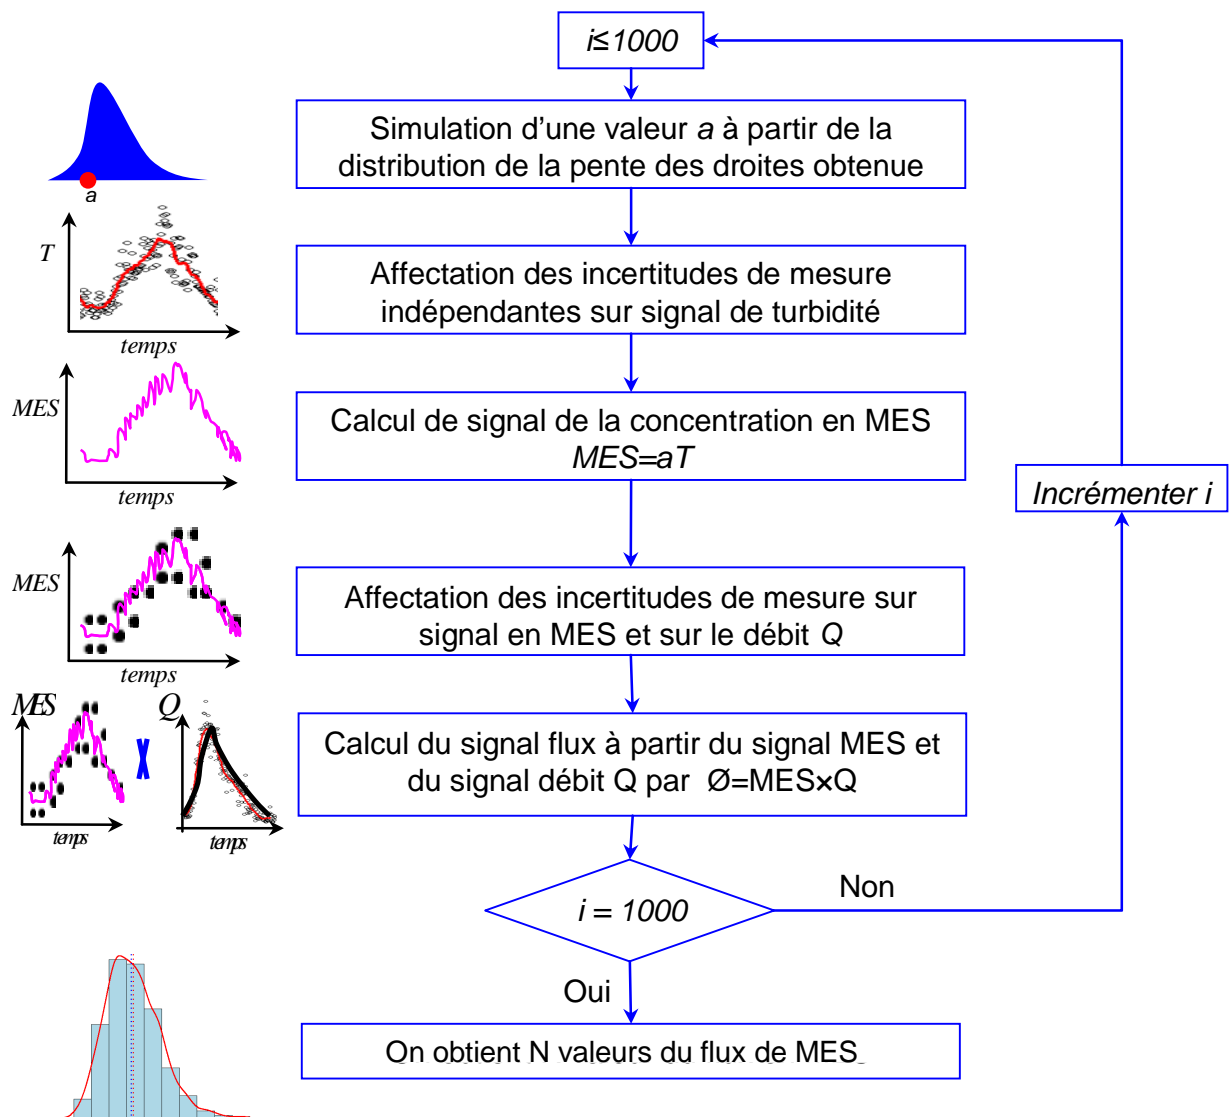 i≤1000
Simulation d'une valeur a à partir de la
distribution de la pente des droites obtenue
a
T
temps
Affectation des incertitudes de mesure
indépendantes sur signal de turbidité
MES
temps
Calcul de signal de la concentration en MES
MES=aT
Incrémenter i
MES
temps
Affectation des incertitudes de mesure sur
signal en MES et sur le débit Q
MES
temps
Q
temps
Calcul du signal flux à partir du signal MES et
du signal débit Q par Ø=MES×Q
i = 1000
Non
Oui
On obtient N valeurs du flux de MES